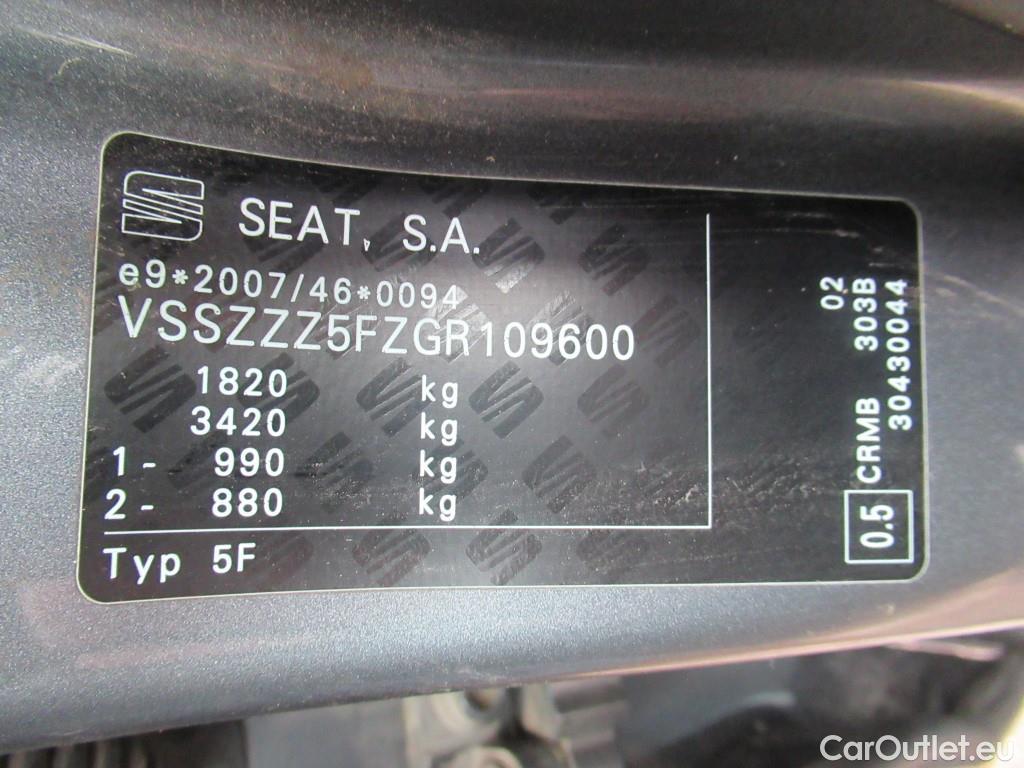 SEAT, S.A.
e9*2007/46*0094
VSSZZZ5FZGR109600
1820 kg
3420 kg
1- 990 kg
2- 880 kg
Typ 5F
0.5 CRMB 303B 02
30430044
CarOutlet.eu